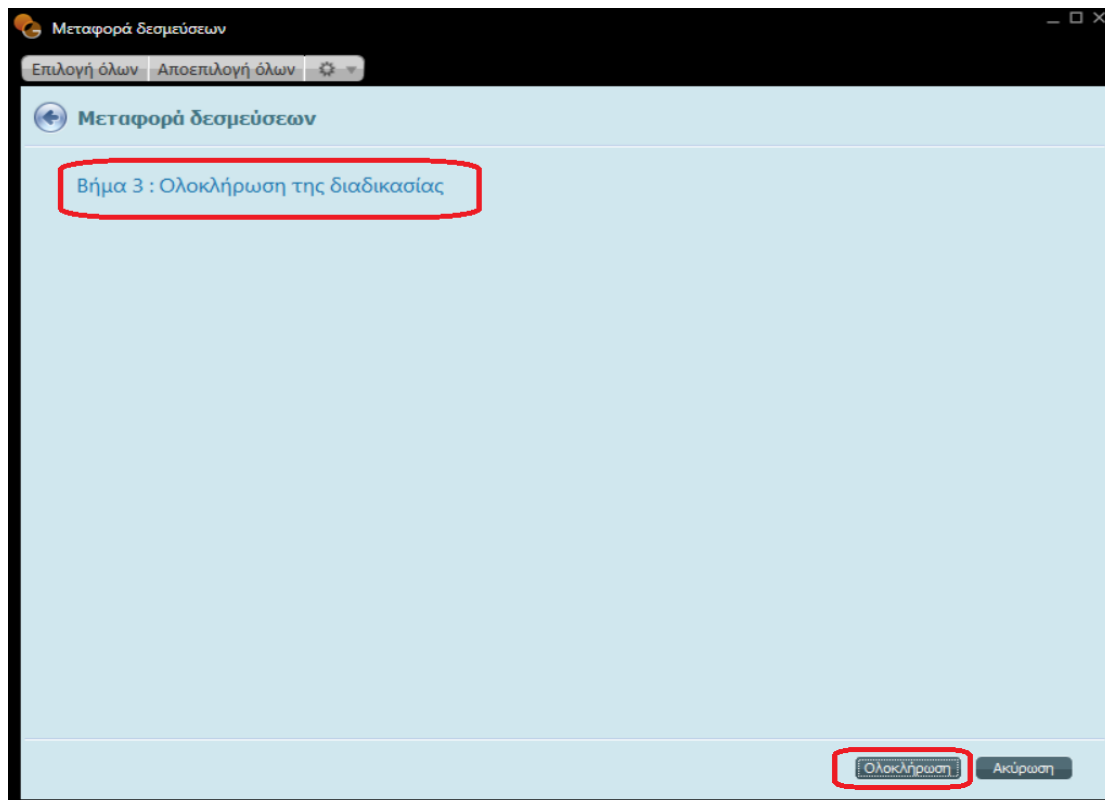 Μεταφορά δεσμεύσεων
Επιλογή όλων Αποεπιλογή όλων
Μεταφορά δεσμεύσεων
Βήμα 3 : Ολοκλήρωση της διαδικασίας
Ολοκλήρωση Ακύρωση